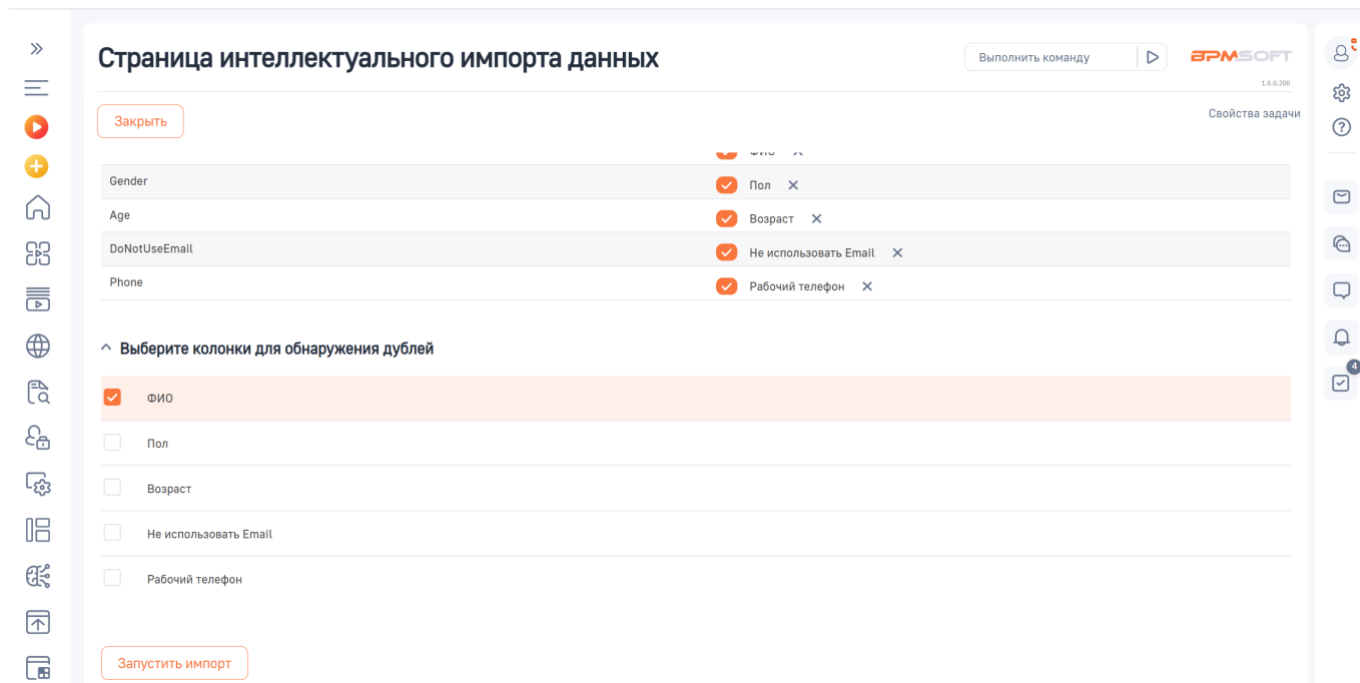 Страница интеллектуального импорта данных
Выполнить команду
BPMSOFT
1.6.0.200
Закрыть
Свойства задачи
ФИО
Gender
Пол
Age
Возраст
DoNotUseEmail
Не использовать Email
Phone
Рабочий телефон
Выберите колонки для обнаружения дублей
ФИО
Пол
Возраст
Не использовать Email
Рабочий телефон
Запустить импорт
4